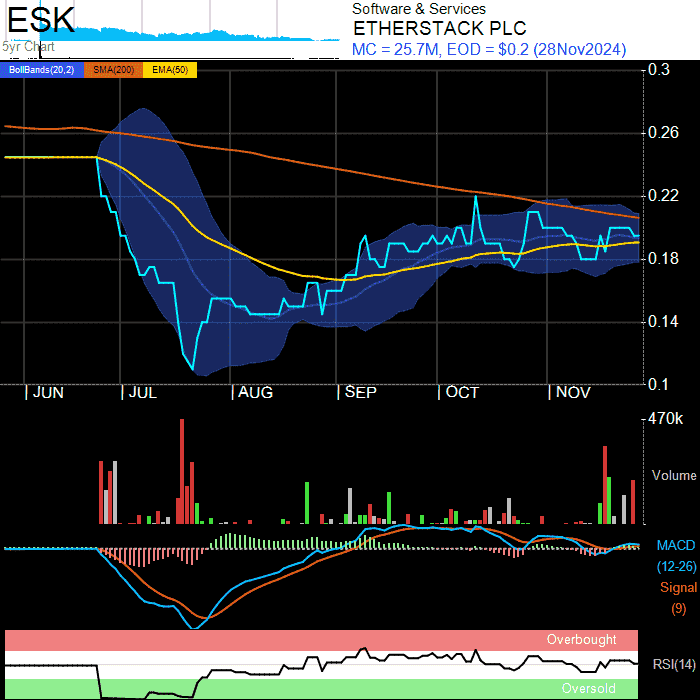 ESK
5yr Chart
Software & Services
ETHERSTACK PLC
MC = 25.7M, EOD = $0.2 (28Nov2024)
BollBands(20,2) SMA(200) EMA(50)
0.3
0.26
0.22
0.18
0.14
0.1
JUN JUL AUG SEP OCT NOV
470k
Volume
MACD
(12-26)
Signal
(9)
Overbought
RSI(14)
Oversold